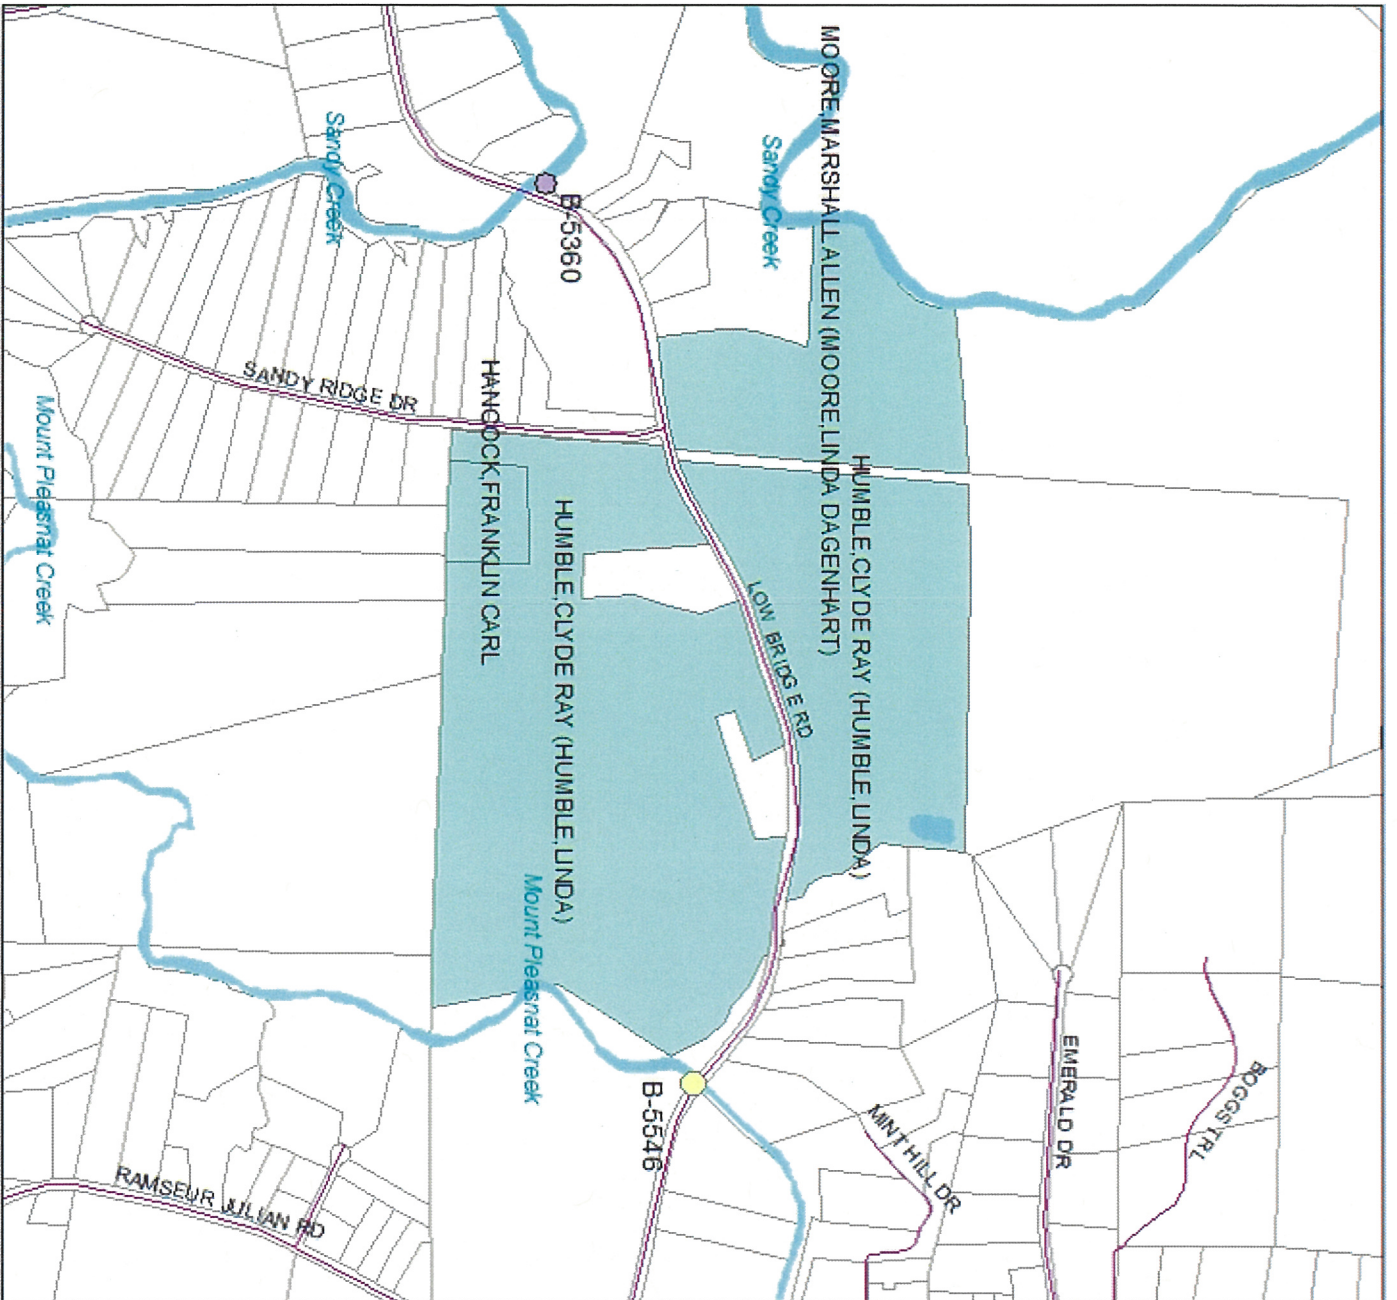 MOORE,MARSHALL ALLEN (MOORE,LINDA DAGENHART)
HUMBLE,CLYDE RAY (HUMBLE,LINDA)
Sandy Creek
Sandy Creek
B-5360
SANDY RIDGE DR
HANCOCK,FRANKLIN CARL
HUMBLE,CLYDE RAY (HUMBLE,LINDA)
LOW BRIDGE RD
Mount Pleasnat Creek
Mount Pleasnat Creek
B-5546
EMERALD DR
BOGGS TRL
MINT HILL DR
RAMSEUR JULIAN RD